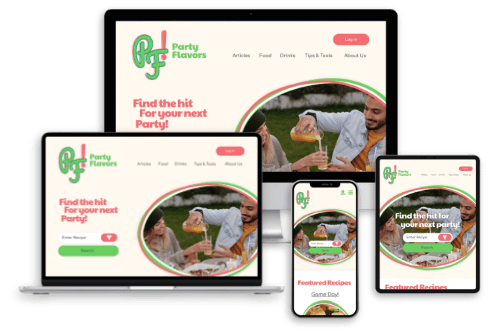 PF!
Party
Flavors
Log in
Articles Food Drinks Tips & Tools About Us
Find the hit
For your next
Party!
PF!
Party
Flavors
Log in
Articles Food Drinks Tips & Tools About Us
Find the hit
For your next
Party!
Enter Recipe
Search
PF!
Featured Recipes
Game Day!
PF!
Party
Flavors
Find the hit for
your next Party!
Enter Recipe
Featured Recipes